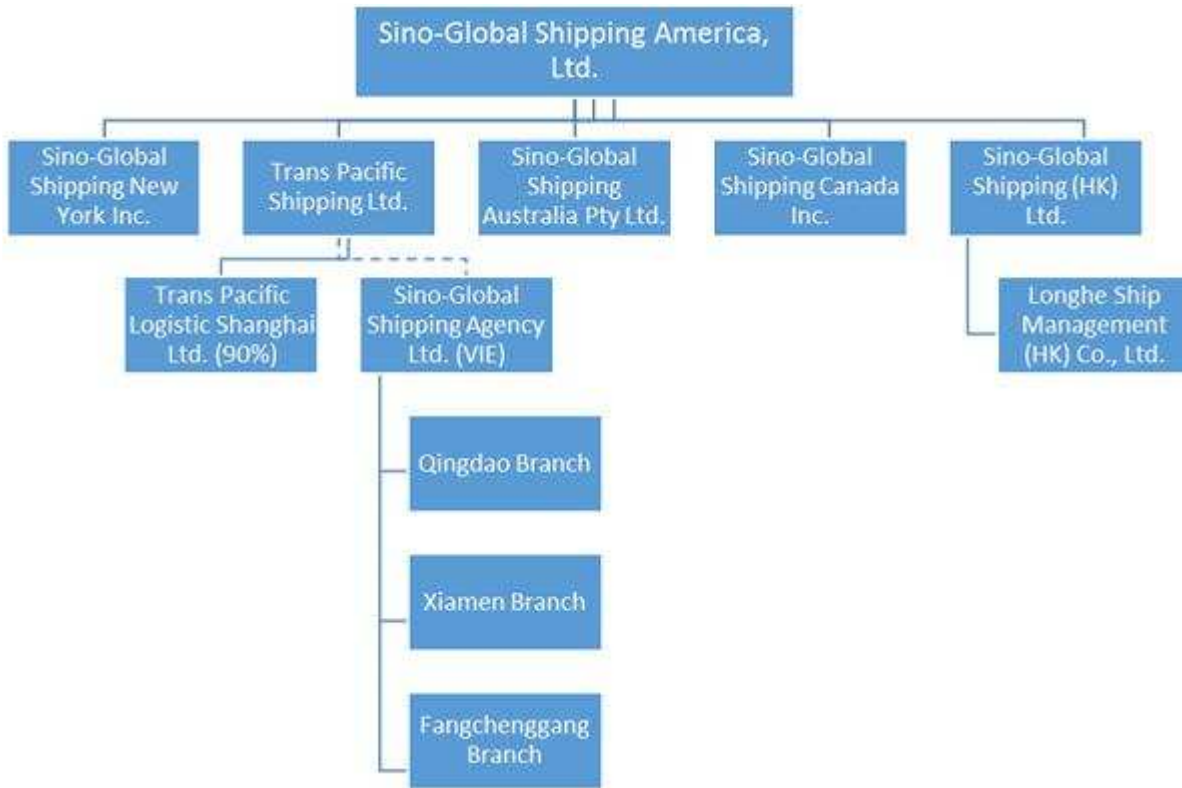 Sino-Global Shipping America,
Ltd.
Sino-Global
Shipping New
York Inc.
Trans Pacific
Shipping Ltd.
Sino-Global
Shipping
Australia Pty Ltd.
Sino-Global
Shipping Canada
Inc.
Sino-Global
Shipping (HK)
Ltd.
Trans Pacific
Logistic Shanghai
Ltd. (90%)
Sino-Global
Shipping Agency
Ltd. (VIE)
Longhe Ship
Management
(HK) Co., Ltd.
Qingdao Branch
Xiamen Branch
Fangchenggang
Branch